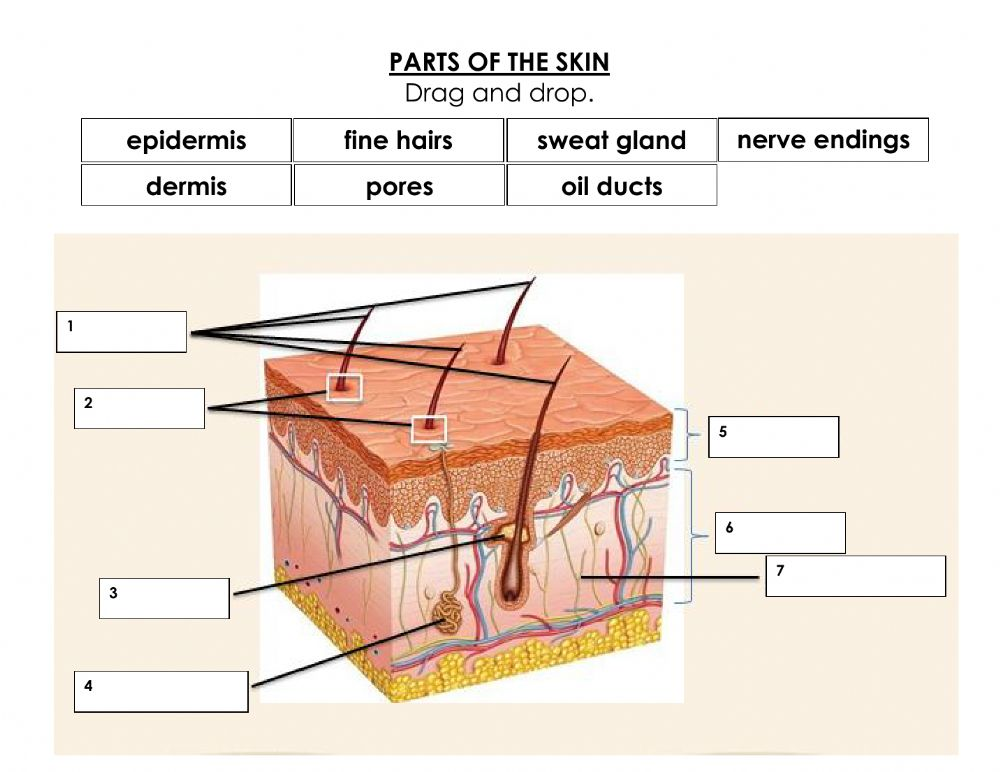 PARTS OF THE SKIN
Drag and drop.
epidermis fine hairs sweat gland nerve endings
dermis pores oil ducts
1
2
5
6
7
3
4